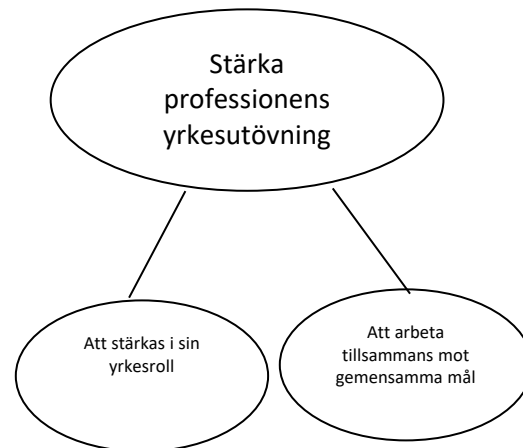 Stärka
professionens
yrkesutövning
Att stärkas i sin
yrkesroll
Att arbeta
tillsammans mot
gemensamma mål